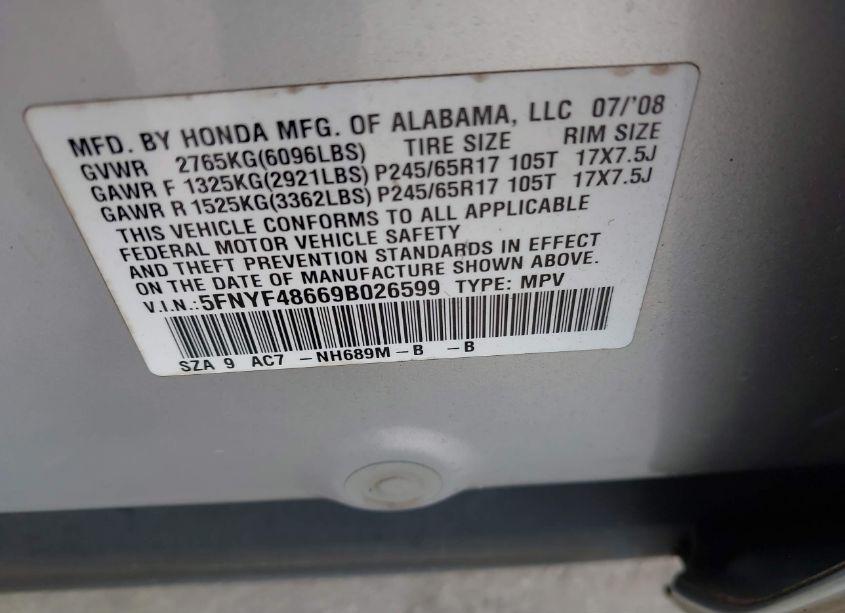 MFD. BY HONDA MFG. OF ALABAMA, LLC 07/'08
GVWR 2765KG(6096LBS) TIRE SIZE RIM SIZE
GAWR F 1325KG(2921LBS) P245/65R17 105T 17X7.5J
GAWR R 1525KG(3362LBS) P245/65R17 105T 17X7.5J
THIS VEHICLE CONFORMS TO ALL APPLICABLE
FEDERAL MOTOR VEHICLE SAFETY
AND THEFT PREVENTION STANDARDS IN EFFECT
ON THE DATE OF MANUFACTURE SHOWN ABOVE.
V.I.N.: 5FNYF48669B026599 TYPE: MPV
SZA 9 AC7 -NH689M-B -B